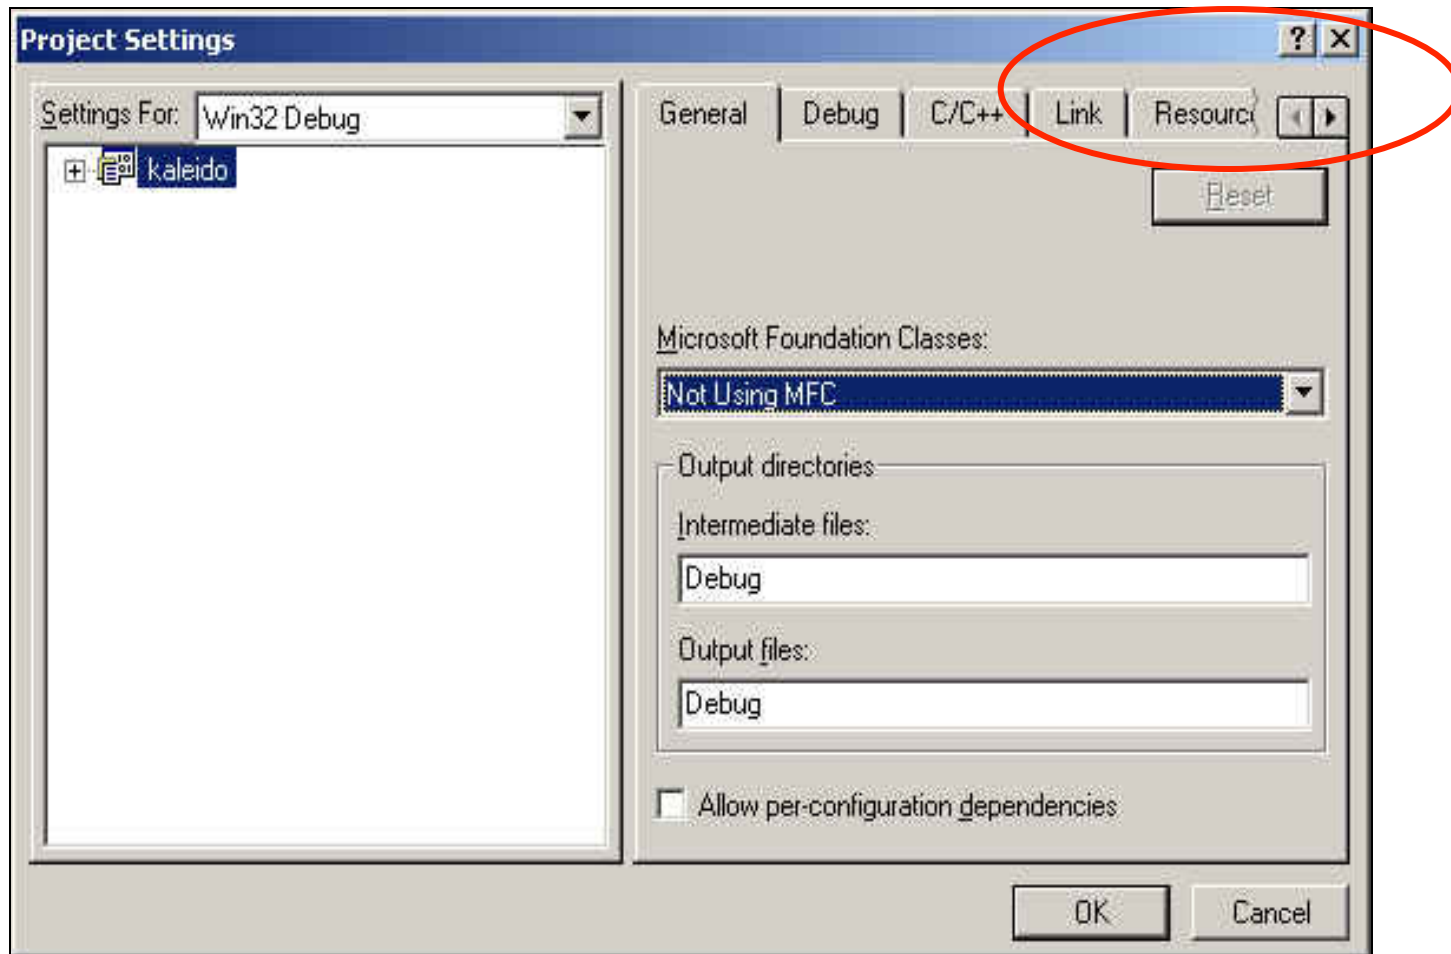 Project Settings
Settings For: Win32 Debug
kaleido
General Debug C/C++ Link Resourc
Reset
Microsoft Foundation Classes:
Not Using MFC
Output directories
Intermediate files:
Debug
Output files:
Debug
Allow per-configuration dependencies
OK Cancel